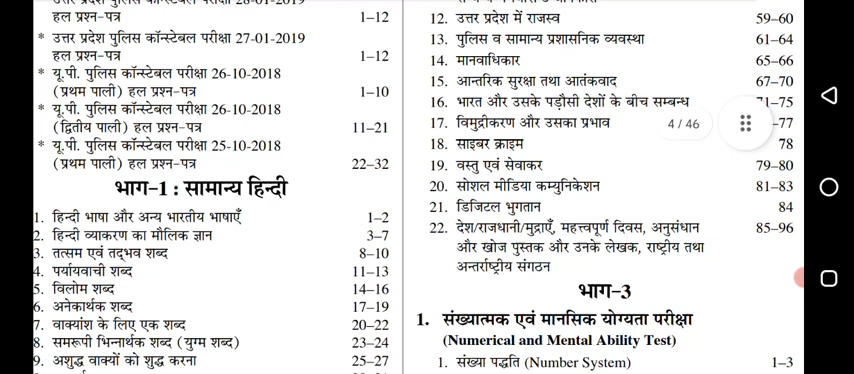 हल प्रश्न-पत्र 1–12
* उत्तर प्रदेश पुलिस कॉन्स्टेबल परीक्षा 27-01-2019
हल प्रश्न-पत्र 1–12
* यू.पी. पुलिस कॉन्स्टेबल परीक्षा 26-10-2018
(प्रथम पाली) हल प्रश्न-पत्र 1–10
* यू.पी. पुलिस कॉन्स्टेबल परीक्षा 26-10-2018
(द्वितीय पाली) हल प्रश्न-पत्र 11–21
* यू.पी. पुलिस कॉन्स्टेबल परीक्षा 25-10-2018
(प्रथम पाली) हल प्रश्न-पत्र 22–32
भाग-1 : सामान्य हिन्दी
1. हिन्दी भाषा और अन्य भारतीय भाषाएँ 1–2
2. हिन्दी व्याकरण का मौलिक ज्ञान 3–7
3. तत्सम एवं तद्भव शब्द 8–10
4. पर्यायवाची शब्द 11–13
5. विलोम शब्द 14–16
6. अनेकार्थक शब्द 17–19
7. वाक्यांश के लिए एक शब्द 20–22
8. समरूपी भिन्नार्थक शब्द (युग्म शब्द) 23–24
9. अशुद्ध वाक्यों को शुद्ध करना 25–27
12. उत्तर प्रदेश में राजस्व 59–60
13. पुलिस व सामान्य प्रशासनिक व्यवस्था 61–64
14. मानवाधिकार 65–66
15. आन्तरिक सुरक्षा तथा आतंकवाद 67–70
16. भारत और उसके पड़ौसी देशों के बीच सम्बन्ध 71–75
17. विमुद्रीकरण और उसका प्रभाव –77
4 / 46
18. साइबर क्राइम 78
19. वस्तु एवं सेवाकर 79–80
20. सोशल मीडिया कम्युनिकेशन 81–83
21. डिजिटल भुगतान 84
22. देश/राजधानी/मुद्राएँ, महत्त्वपूर्ण दिवस, अनुसंधान 85–96
और खोज पुस्तक और उनके लेखक, राष्ट्रीय तथा
अन्तर्राष्ट्रीय संगठन
भाग-3
1. संख्यात्मक एवं मानसिक योग्यता परीक्षा
(Numerical and Mental Ability Test)
1. संख्या पद्धति (Number System) 1–3